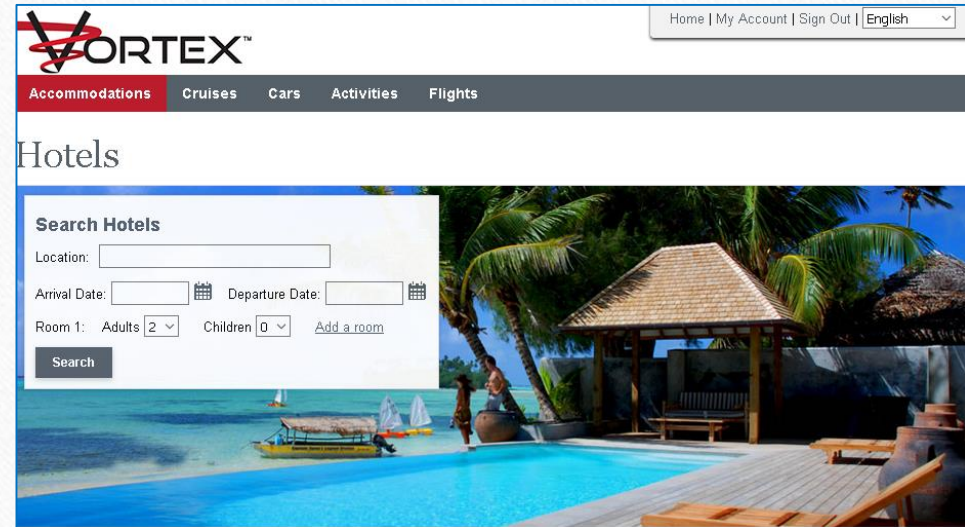 Home | My Account | Sign Out | English
VORTEX™
Accommodations Cruises Cars Activities Flights
Hotels
Search Hotels
Location:
Arrival Date: Departure Date:
Room 1: Adults 2 Children 0 Add a room
Search